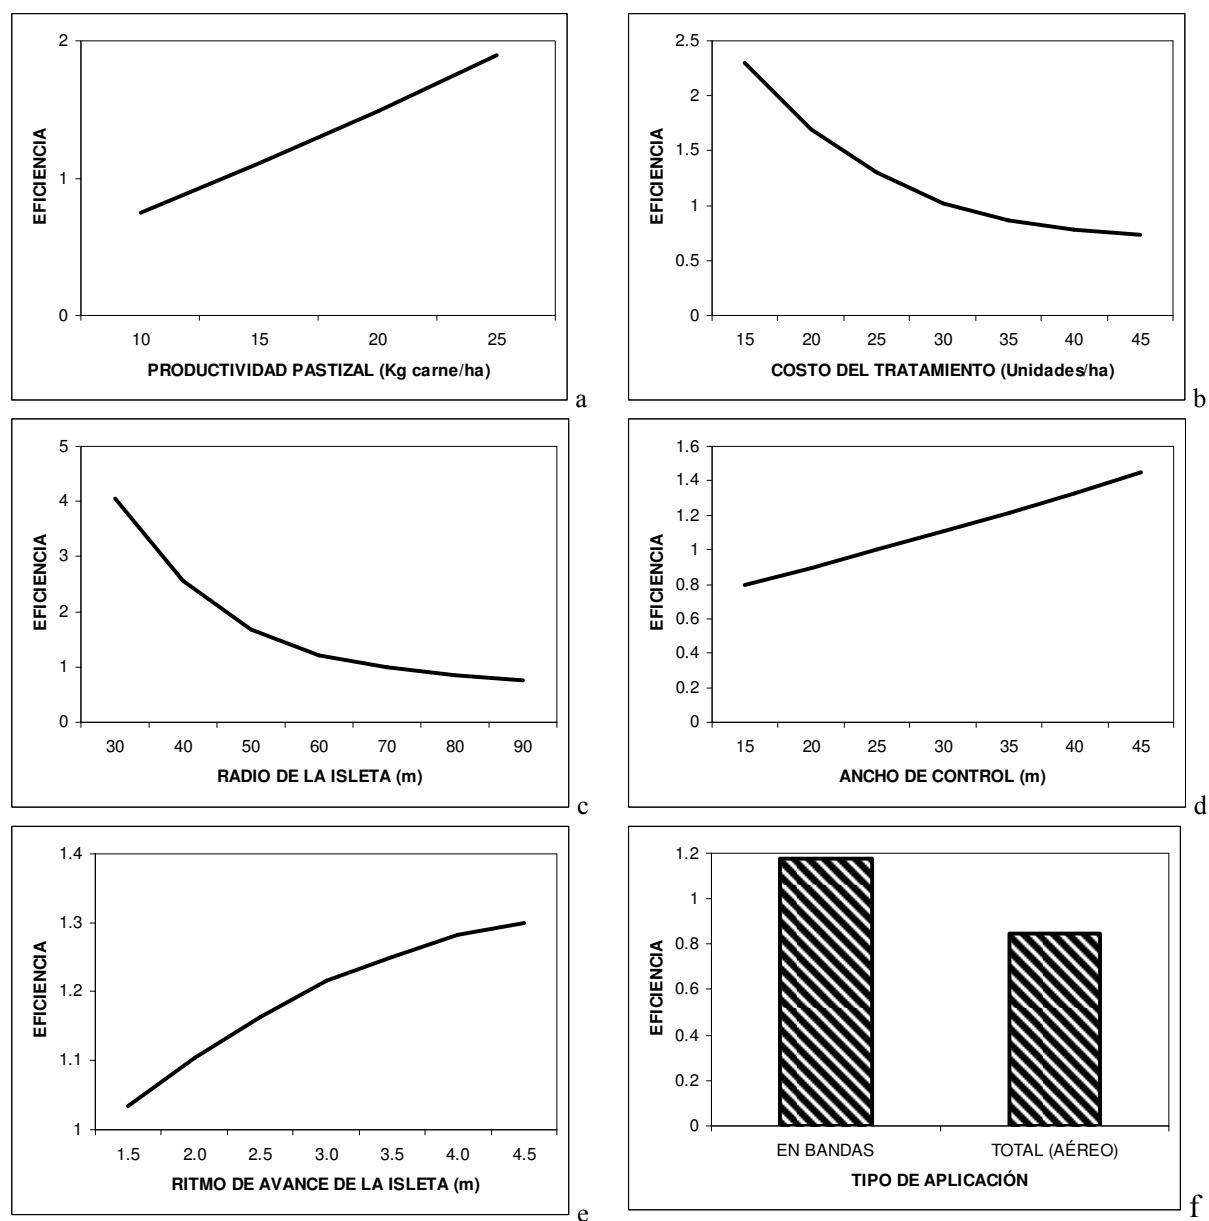 2
1
0
EFICIENCIA
10 15 20 25
PRODUCTIVIDAD PASTIZAL (Kg carne/ha)
a
2.5
2
1.5
1
0.5
0
EFICIENCIA
15 20 25 30 35 40 45
COSTO DEL TRATAMIENTO (Unidades/ha)
b
5
4
3
2
1
0
EFICIENCIA
30 40 50 60 70 80 90
RADIO DE LA ISLETA (m)
c
1.6
1.4
1.2
1
0.8
0.6
0.4
0.2
0
EFICIENCIA
15 20 25 30 35 40 45
ANCHO DE CONTROL (m)
d
1.4
1.3
1.2
1.1
1
EFICIENCIA
1.5 2.0 2.5 3.0 3.5 4.0 4.5
RITMO DE AVANCE DE LA ISLETA (m)
e
1.2
1
0.8
0.6
0.4
0.2
0
EFICIENCIA
EN BANDAS TOTAL (AÉREO)
TIPO DE APLICACIÓN
f